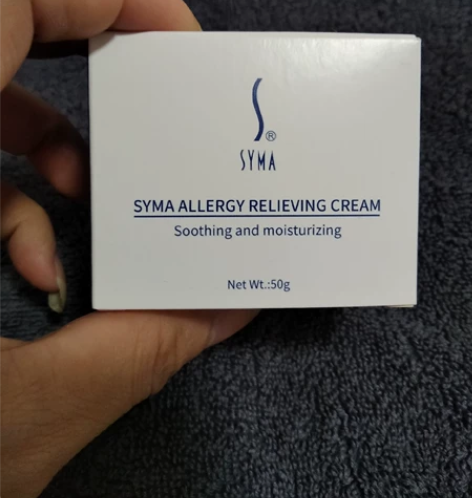 S®
SYMA
SYMA ALLERGY RELIEVING CREAM
Soothing and moisturizing
Net Wt.:50g